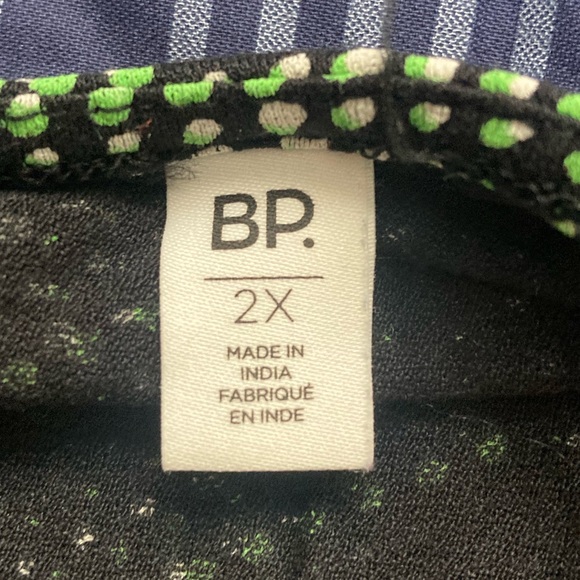 BP.
2X
MADE IN
INDIA
FABRIQUÉ
EN INDE